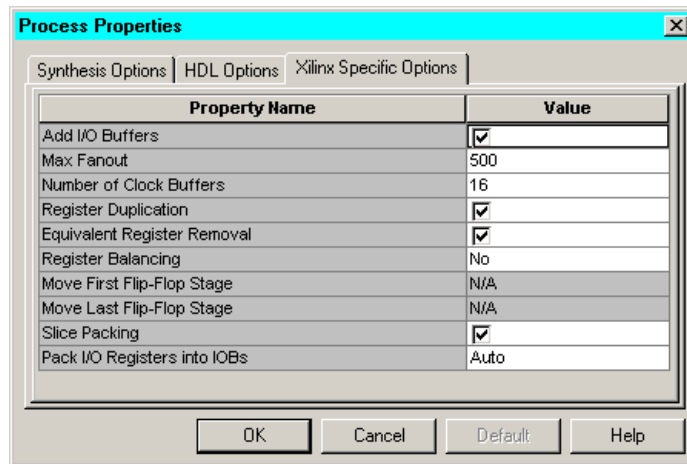 Process Properties
Synthesis Options HDL Options Xilinx Specific Options
Property Name Value
Add I/O Buffers
Max Fanout 500
Number of Clock Buffers 16
Register Duplication
Equivalent Register Removal
Register Balancing No
Move First Flip-Flop Stage N/A
Move Last Flip-Flop Stage N/A
Slice Packing
Pack I/O Registers into IOBs Auto
OK Cancel Default Help